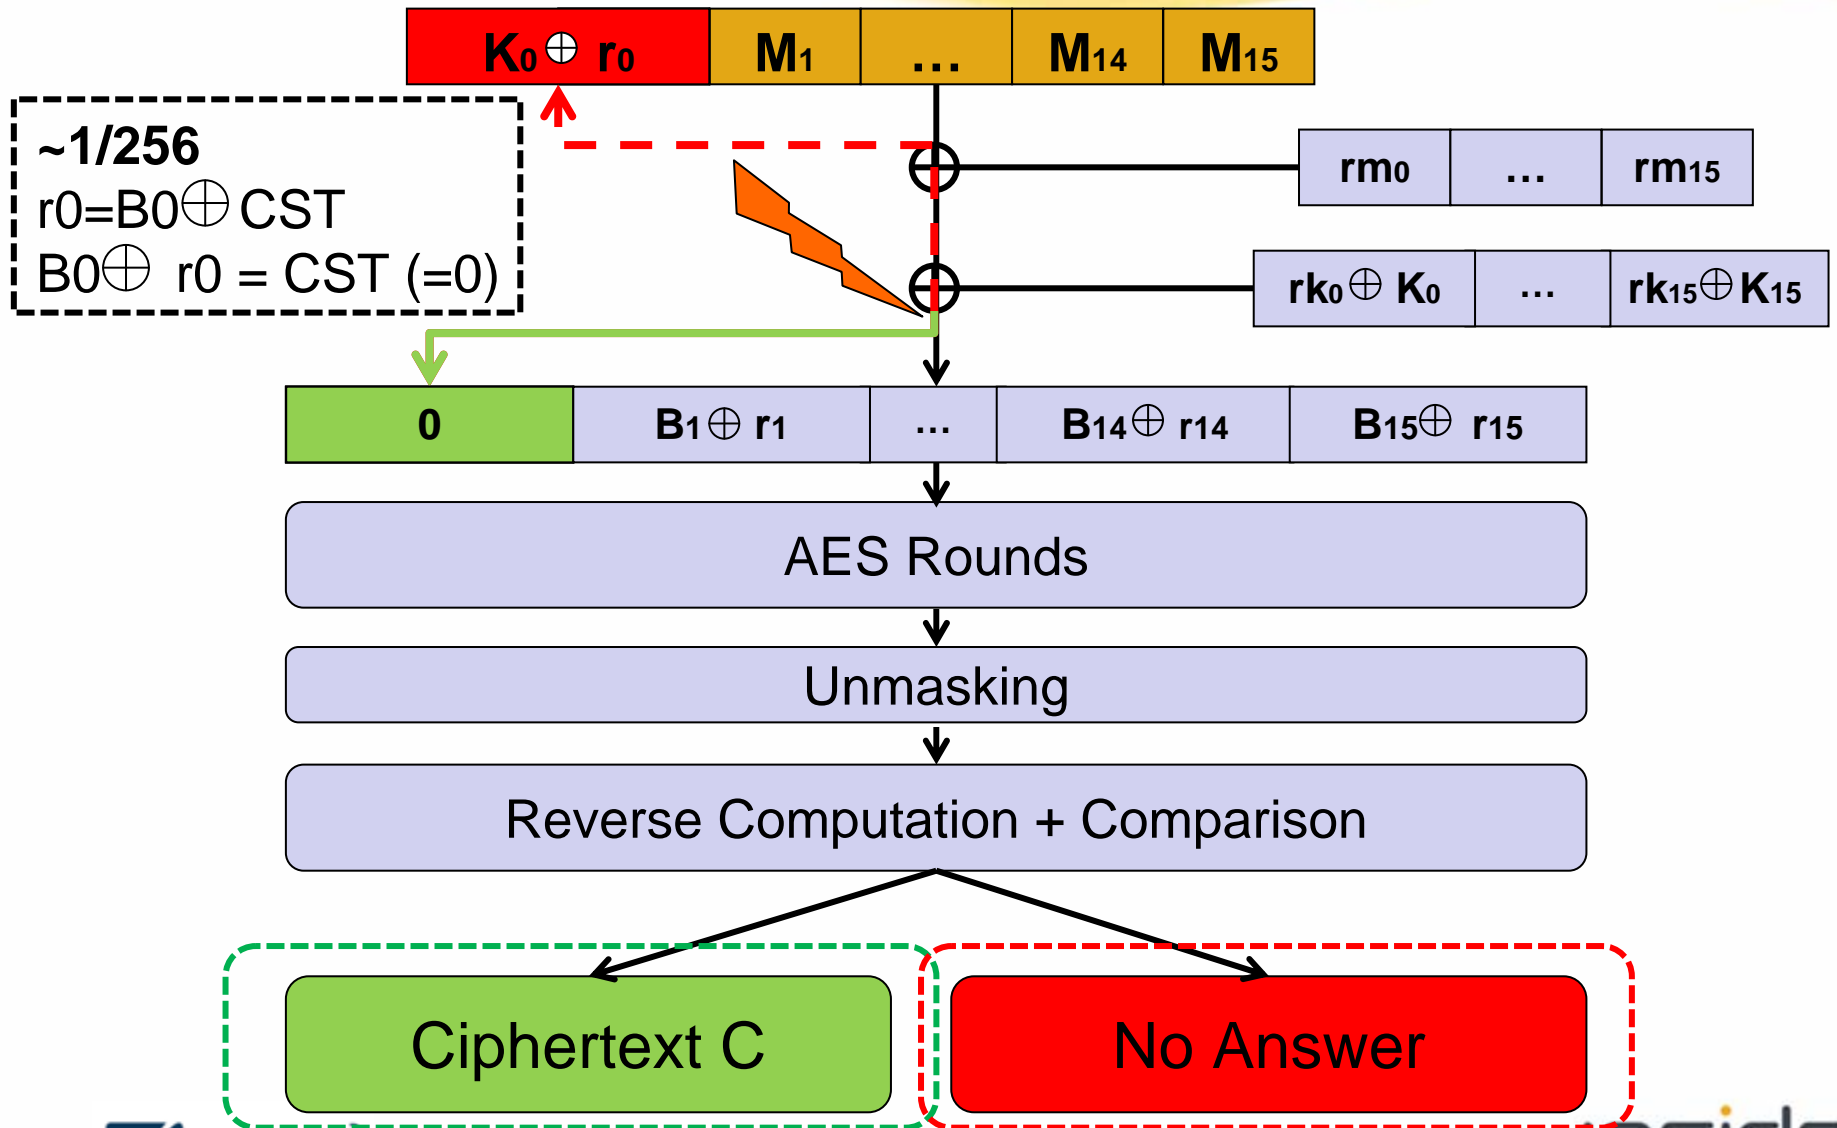 K0⊕ r0 M1 ... M14 M15
~1/256
r0=B0⊕CST
B0⊕ r0 = CST (=0)
rm0 ... rm15
rk0⊕ K0 ... rk15⊕K15
0 B1⊕ r1 ... B14⊕ r14 B15⊕ r15
AES Rounds
Unmasking
Reverse Computation + Comparison
Ciphertext C No Answer